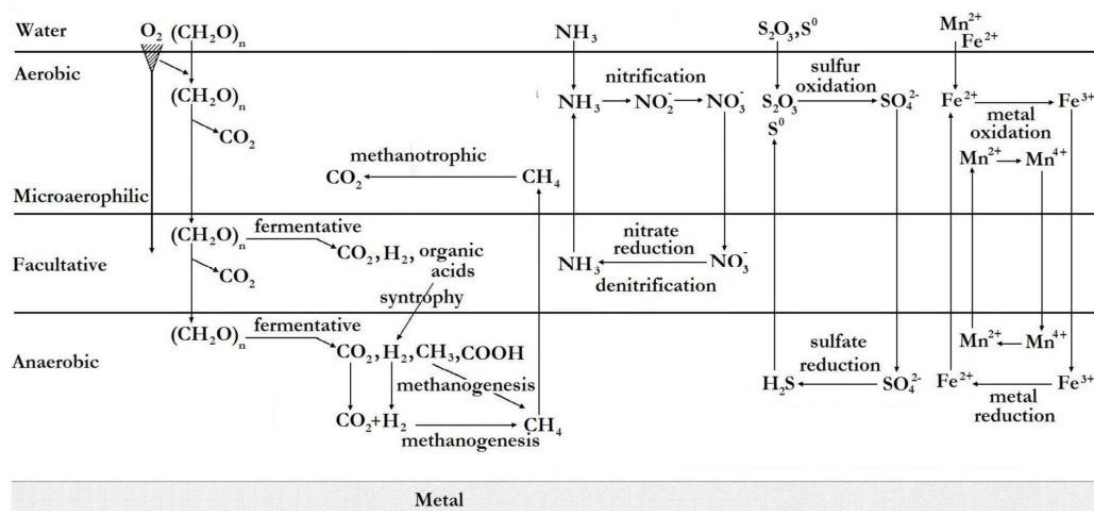 Water O₂ (CH₂O)ₙ NH₃ S₂O₃,S⁰ Mn²⁺
Fe²⁺
Aerobic
nitrification sulfur
oxidation
(CH₂O)ₙ NH₃ NO₂⁻ NO₃⁻ S₂O₃ SO₄²⁻ Fe²⁺ Fe³⁺
S⁰ metal
oxidation
CO₂
methanotrophic
CO₂ CH₄ Mn²⁺ Mn⁴⁺
Microaerophilic
(CH₂O)ₙ fermentative
CO₂, H₂, organic
acids
nitrate
reduction
Facultative CO₂ NH₃ NO₃⁻
denitrification
syntrophy
(CH₂O)ₙ fermentative
Anaerobic CO₂, H₂, CH₃, COOH
sulfate
reduction
Mn²⁺ Mn⁴⁺
methanogenesis H₂S SO₄²⁻ Fe²⁺ Fe³⁺
metal
reduction
CO₂+H₂ CH₄
methanogenesis
Metal